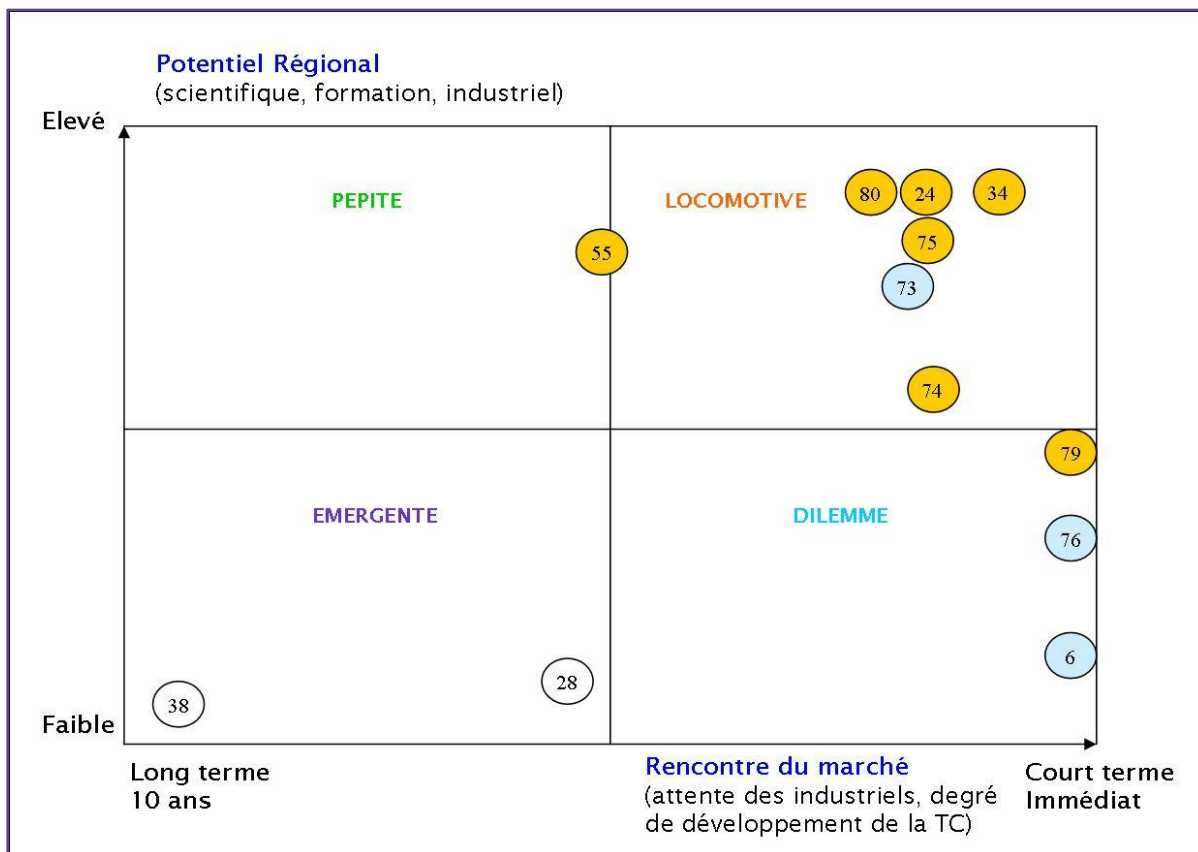 Potentiel Régional
(scientifique, formation, industriel)
Elevé
PEPITE
LOCOMOTIVE
80
24
34
75
55
73
74
79
EMERGENTE
DILEMME
76
6
28
38
Faible
Long terme
10 ans
Rencontre du marché
(attente des industriels, degré
de développement de la TC)
Court terme
Immédiat